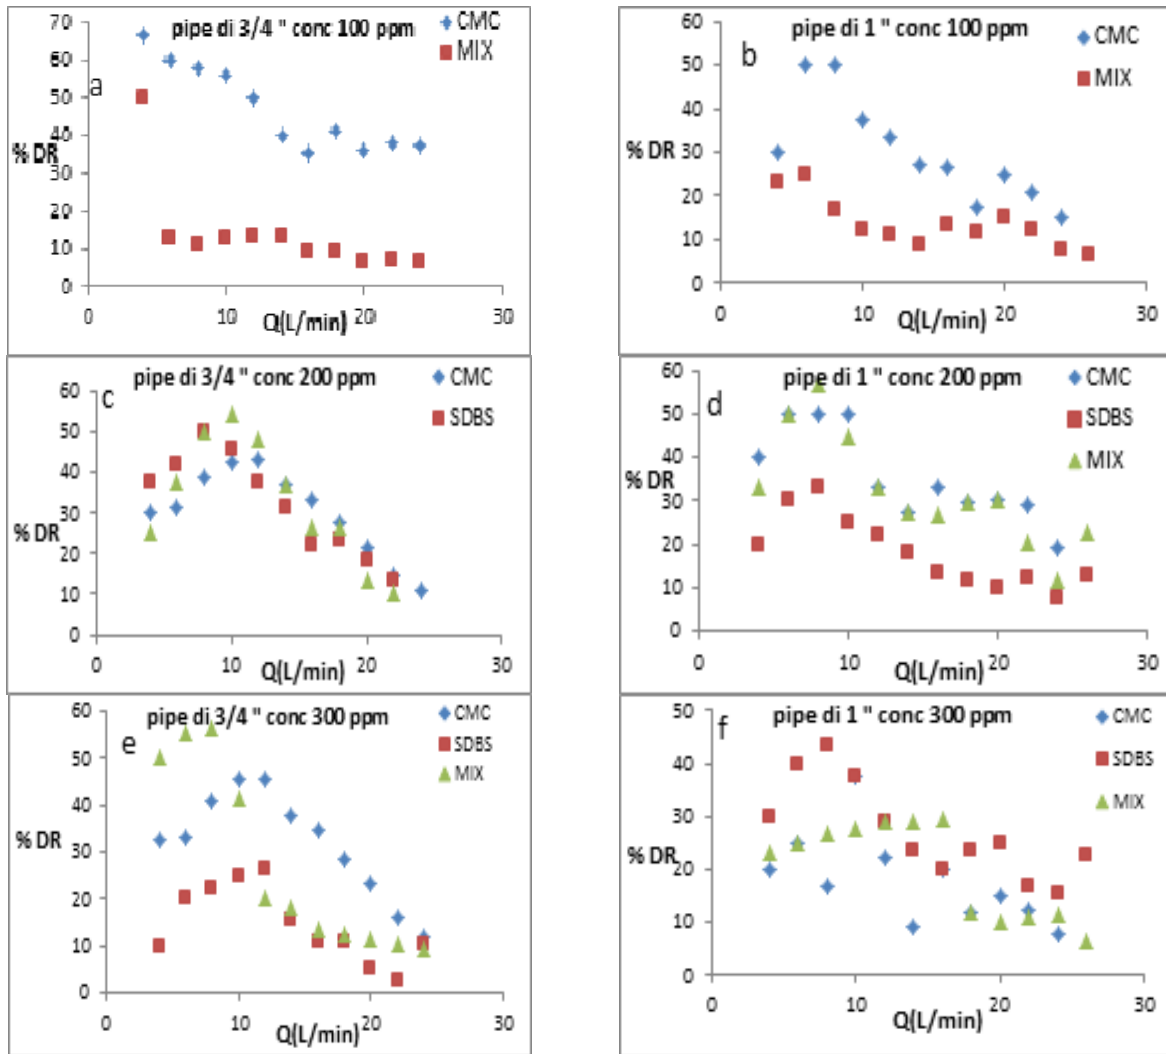 pipe di 3/4 " conc 100 ppm
CMC
MIX
a
% DR
70
60
50
40
30
20
10
0
0
10
20
30
Q(L/min)
pipe di 1 " conc 100 ppm
CMC
MIX
b
% DR
60
50
40
30
20
10
0
0
10
20
30
Q(L/min)
pipe di 3/4 " conc 200 ppm
CMC
SDBS
c
% DR
60
50
40
30
20
10
0
0
10
20
30
Q(L/min)
pipe di 1 " conc 200 ppm
CMC
SDBS
MIX
d
% DR
60
50
40
30
20
10
0
0
10
20
30
Q(L/min)
pipe di 3/4 " conc 300 ppm
CMC
SDBS
MIX
e
% DR
60
50
40
30
20
10
0
0
10
20
30
Q(L/min)
pipe di 1 " conc 300 ppm
CMC
SDBS
MIX
f
% DR
50
40
30
20
10
0
0
10
20
30
Q(L/min)